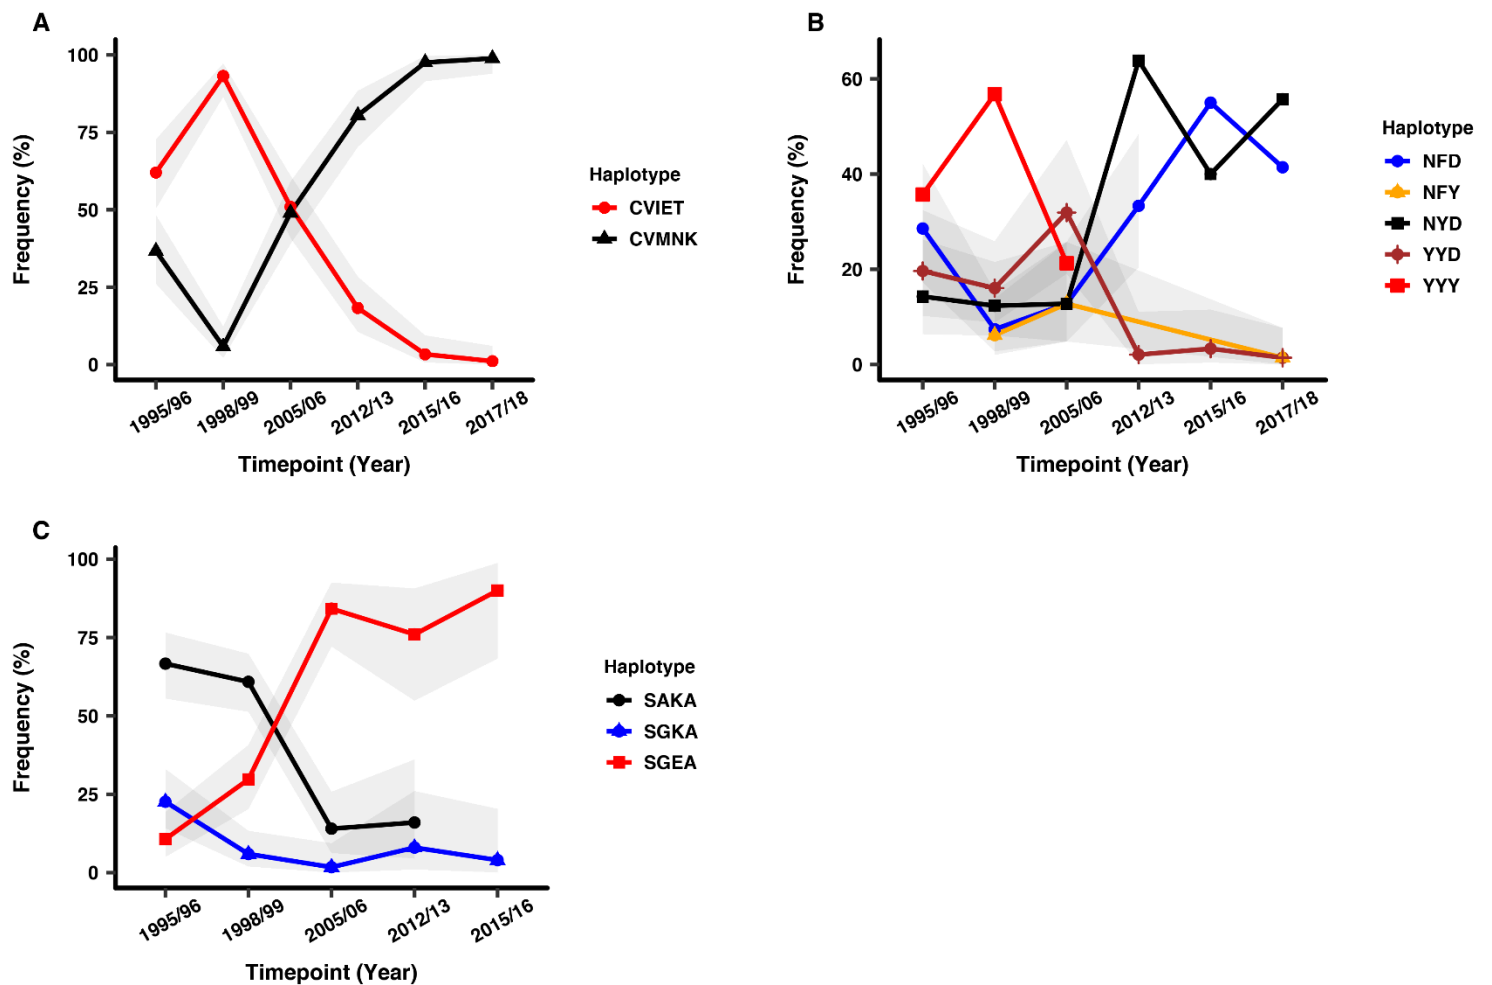 A
Frequency (%)
100
75
50
25
0
1995/96
1998/99
2005/06
2012/13
2015/16
2017/18
Timepoint (Year)
Haplotype
CVIET
CVMNK
B
Frequency (%)
60
40
20
0
1995/96
1998/99
2005/06
2012/13
2015/16
2017/18
Timepoint (Year)
Haplotype
NFD
NFY
NYD
YYD
YYY
C
Frequency (%)
100
75
50
25
0
1995/96
1998/99
2005/06
2012/13
2015/16
Timepoint (Year)
Haplotype
SAKA
SGKA
SGEA